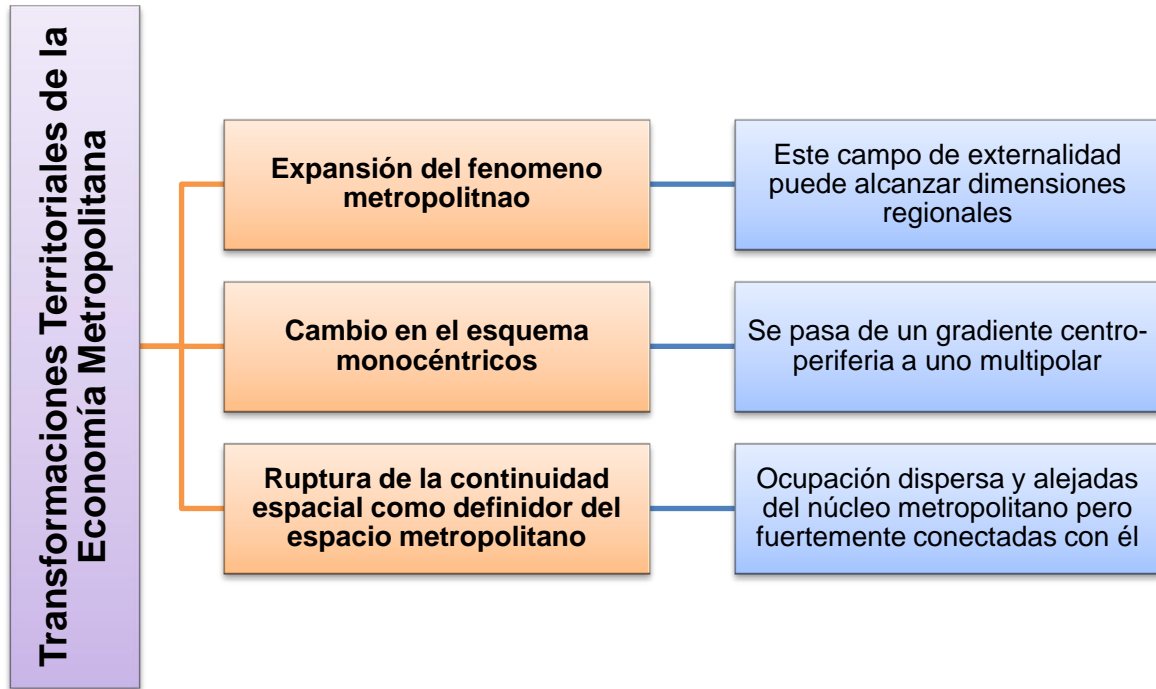 Transformaciones Territoriales de la
Economía Metropolitana
Expansión del fenomeno
metropolitnao
Este campo de externalidad
puede alcanzar dimensiones
regionales
Cambio en el esquema
monocéntricos
Se pasa de un gradiente centro-
periferia a uno multipolar
Ruptura de la continuidad
espacial como definidor del
espacio metropolitano
Ocupación dispersa y alejadas
del núcleo metropolitano pero
fuertemente conectadas con él